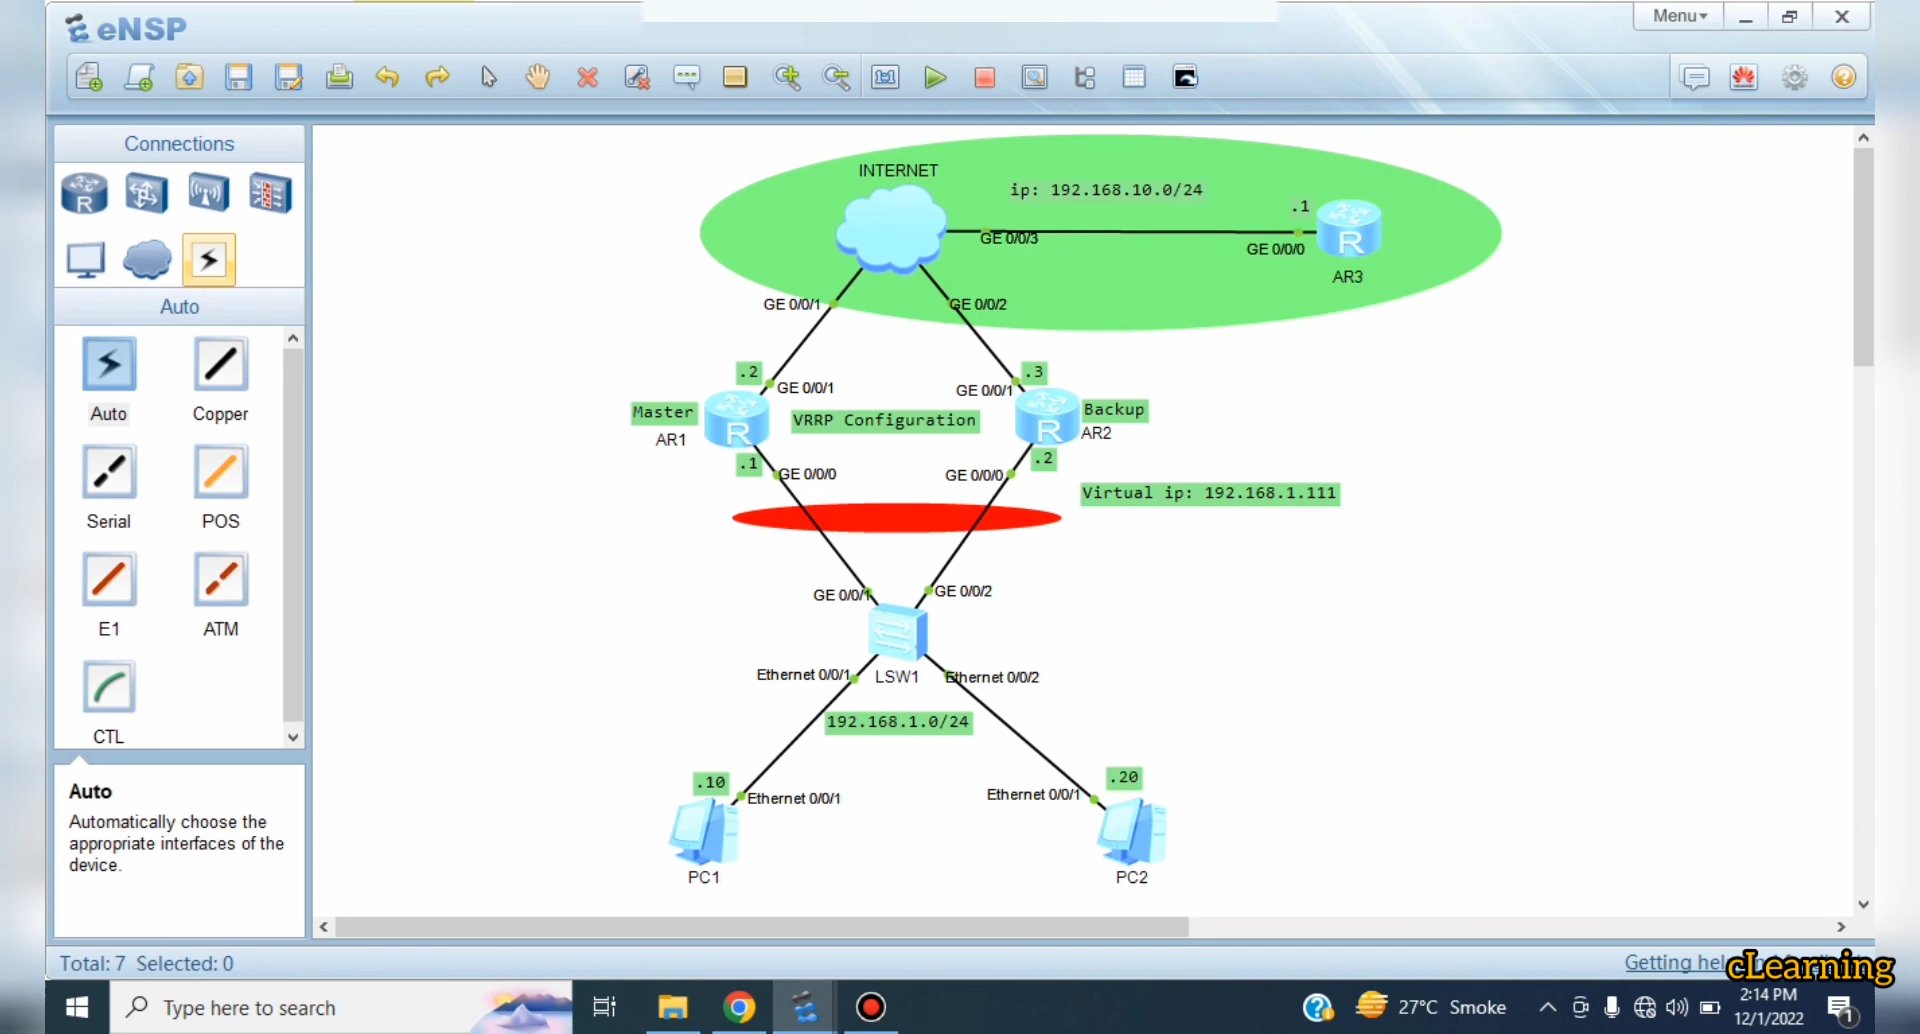 eNSP
Menu
Connections
Auto
Auto
Copper
Serial
POS
E1
ATM
CTL
Auto
Automatically choose the
appropriate interfaces of the
device.
INTERNET
ip: 192.168.10.0/24
.1
GE 0/0/3
GE 0/0/0
R
AR3
GE 0/0/1
GE 0/0/2
.2
.3
GE 0/0/1
GE 0/0/1
Master
R
VRRP Configuration
R
Backup
AR1
AR2
.1
.2
GE 0/0/0
GE 0/0/0
Virtual ip: 192.168.1.111
GE 0/0/1
GE 0/0/2
Ethernet 0/0/1
LSW1
Ethernet 0/0/2
192.168.1.0/24
.10
.20
Ethernet 0/0/1
Ethernet 0/0/1
PC1
PC2
Total: 7 Selected: 0
Getting
cLearning
Type here to search
27°C Smoke
2:14 PM
12/1/2022
1